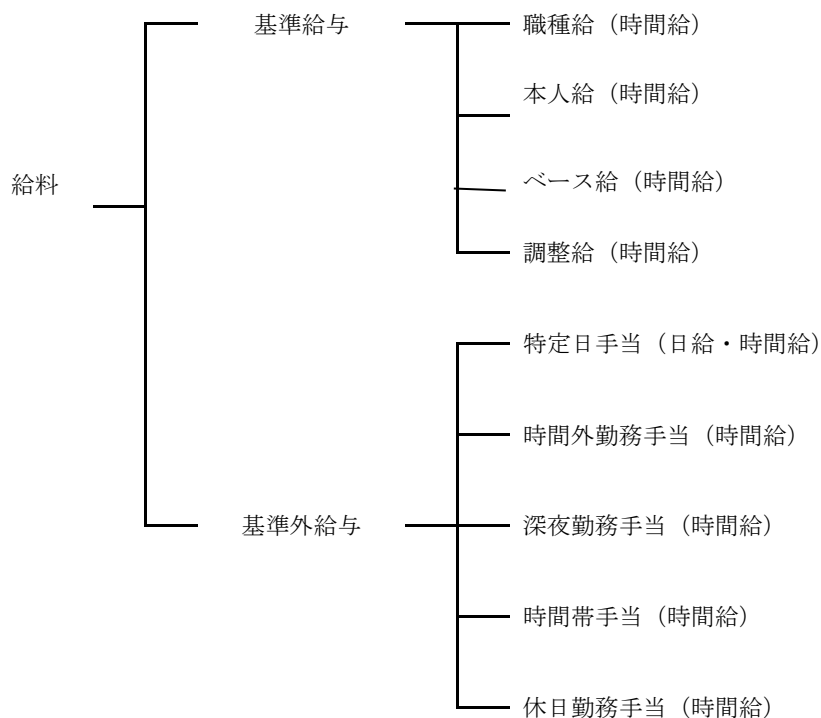 基準給与
職種給（時間給）
本人給（時間給）
給料
ベース給（時間給）
調整給（時間給）
特定日手当（日給・時間給）
時間外勤務手当（時間給）
基準外給与
深夜勤務手当（時間給）
時間帯手当（時間給）
休日勤務手当（時間給）